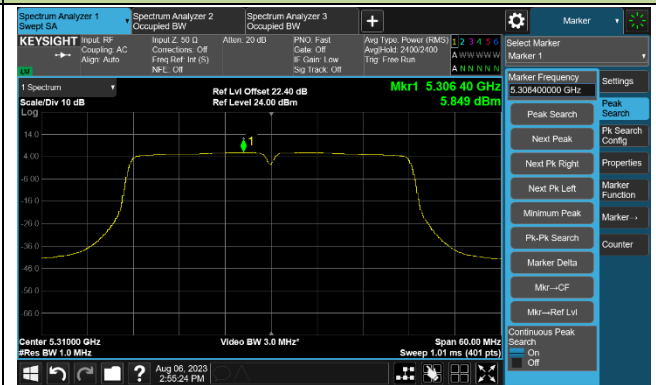 Spectrum Analyzer 1
Swept SA
Spectrum Analyzer 2
Occupied BW
Spectrum Analyzer 3
Occupied BW
+
Marker
KEYSIGHT
Input: RF
Coupling: AC
Align: Auto
Input Z: 50 Ω
Corrections: Off
Freq Ref: Int (S)
NFE: Off
Atten: 20 dB
PNO: Fast
Gate: Off
IF Gain: Low
Sig Track: Off
Avg Type: Power (RMS)
Avg|Hold: 2400/2400
Trig: Free Run
1 2 3 4 5 6
A W W W W W
A N N N N N
Select Marker
Marker 1
LW
1 Spectrum
Scale/Div 10 dB
Log
Ref Lvl Offset 22.40 dB
Ref Level 24.00 dBm
Mkr1 5.306 40 GHz
5.849 dBm
14.0
4.00
-6.00
-16.0
-26.0
-36.0
-46.0
-56.0
-66.0
1
Center 5.31000 GHz
#Res BW 1.0 MHz
Video BW 3.0 MHz*
Span 60.00 MHz
Sweep 1.01 ms (401 pts)
Marker Frequency
5.306400000 GHz
Peak Search
Next Peak
Next Pk Right
Next Pk Left
Minimum Peak
Pk-Pk Search
Marker Delta
Mkr→CF
Mkr→Ref Lvl
Continuous Peak
Search
On
Off
Settings
Peak
Search
Pk Search
Config
Properties
Marker
Function
Marker→
Counter
?
Aug 06, 2023
2:55:24 PM